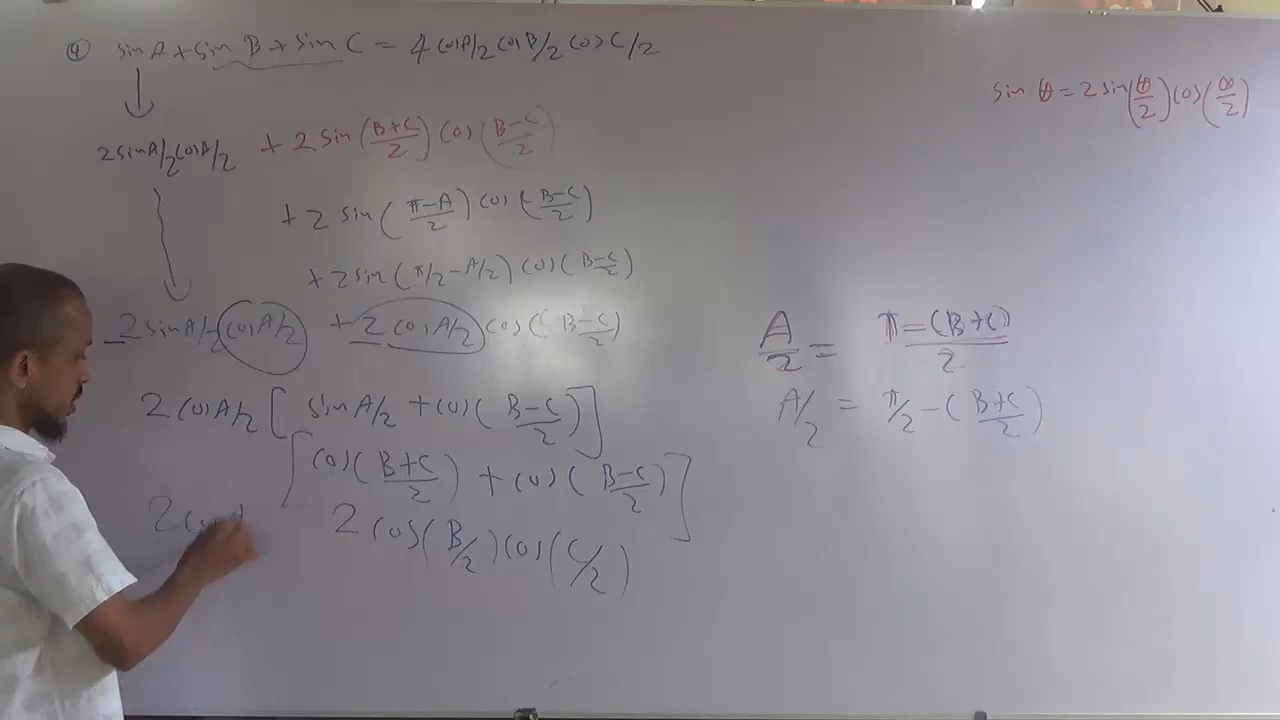 ④ sin A + sin B + sin C = 4 cos A/2 cos B/2 cos C/2
sin θ = 2 sin(θ/2) cos(θ/2)
2 sin A/2 cos A/2 + 2 sin (B+C/2) cos (B-C/2)
+ 2 sin (π-A/2) cos (B-C/2)
+ 2 sin (π/2 - A/2) cos (B-C/2)
2 sin A/2 cos A/2 + 2 cos A/2 cos (B-C/2)
A/2 = π-(B+C)/2
2 cos A/2 [ sin A/2 + cos (B-C/2) ]
A/2 = π/2 - (B+C/2)
[ cos (B+C/2) + cos (B-C/2) ]
2 cos 2 cos (B/2) cos (C/2)